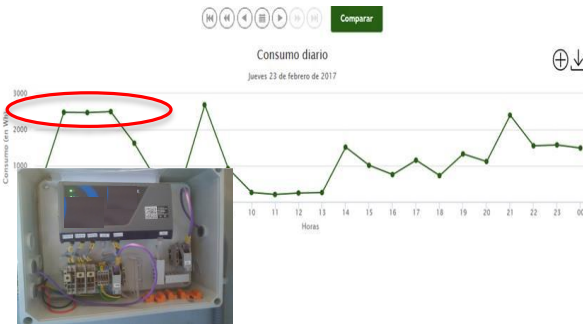 Comparar
Consumo diario
Jueves 23 de febrero de 2017
3000
2000
1000
Consumo (en Wh)
10 11 12 13 14 15 16 17 18 19 20 21 22 23 00
Horas